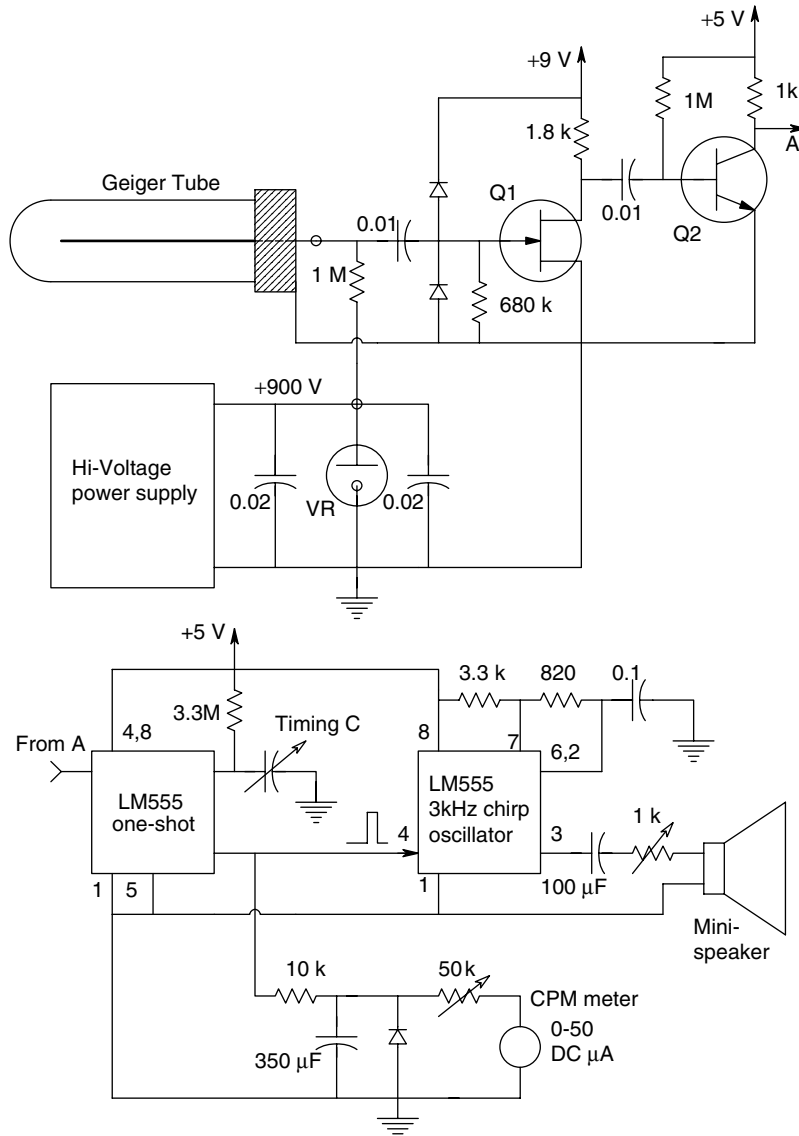 +5 V
+9 V
1M
1k
1.8 k
A
Geiger Tube
Q1
0.01
0.01
Q2
1 M
680 k
+900 V
Hi-Voltage
power supply
0.02
VR
0.02
+5 V
3.3 k
820
0.1
3.3M
Timing C
From A
4,8
8
7
6,2
LM555
one-shot
LM555
3kHz chirp
oscillator
4
3
1 k
1
5
1
100 µF
Mini-
speaker
10 k
50k
CPM meter
0-50
DC µA
350 µF